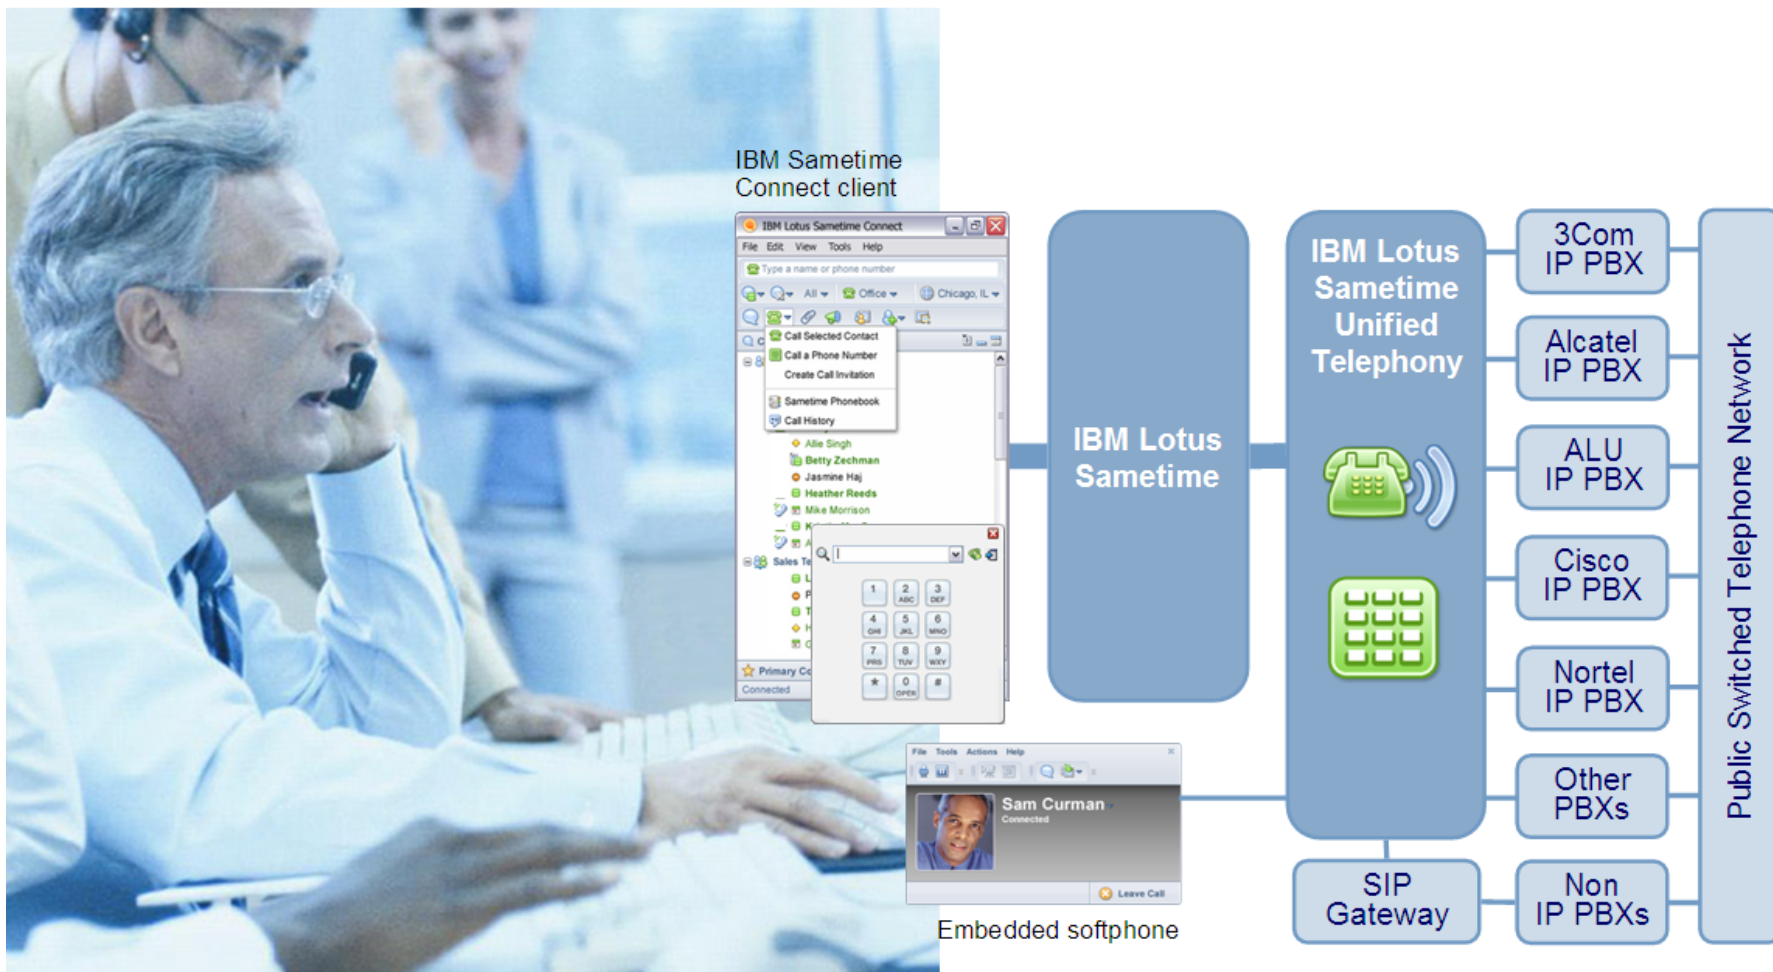 IBM Sametime
Connect client
IBM Lotus Sametime Connect
File Edit View Tools Help
Type a name or phone number
All Office Chicago, IL
Call Selected Contact
Call a Phone Number
Create Call Invitation
Sametime Phonebook
Call History
Allie Singh
Betty Zechman
Jasmine Haj
Heather Reeds
Mike Morrison
Sales Te
Primary Co
Connected
1 2 ABC 3 DEF
4 GHI 5 JKL 6 MNO
7 PRS 8 TUV 9 WXY
* 0 OPER #
File Tools Actions Help
Sam Curman
Connected
Leave Call
Embedded softphone
IBM Lotus
Sametime
IBM Lotus
Sametime
Unified
Telephony
SIP
Gateway
3Com
IP PBX
Alcatel
IP PBX
ALU
IP PBX
Cisco
IP PBX
Nortel
IP PBX
Other
PBXs
Non
IP PBXs
Public Switched Telephone Network